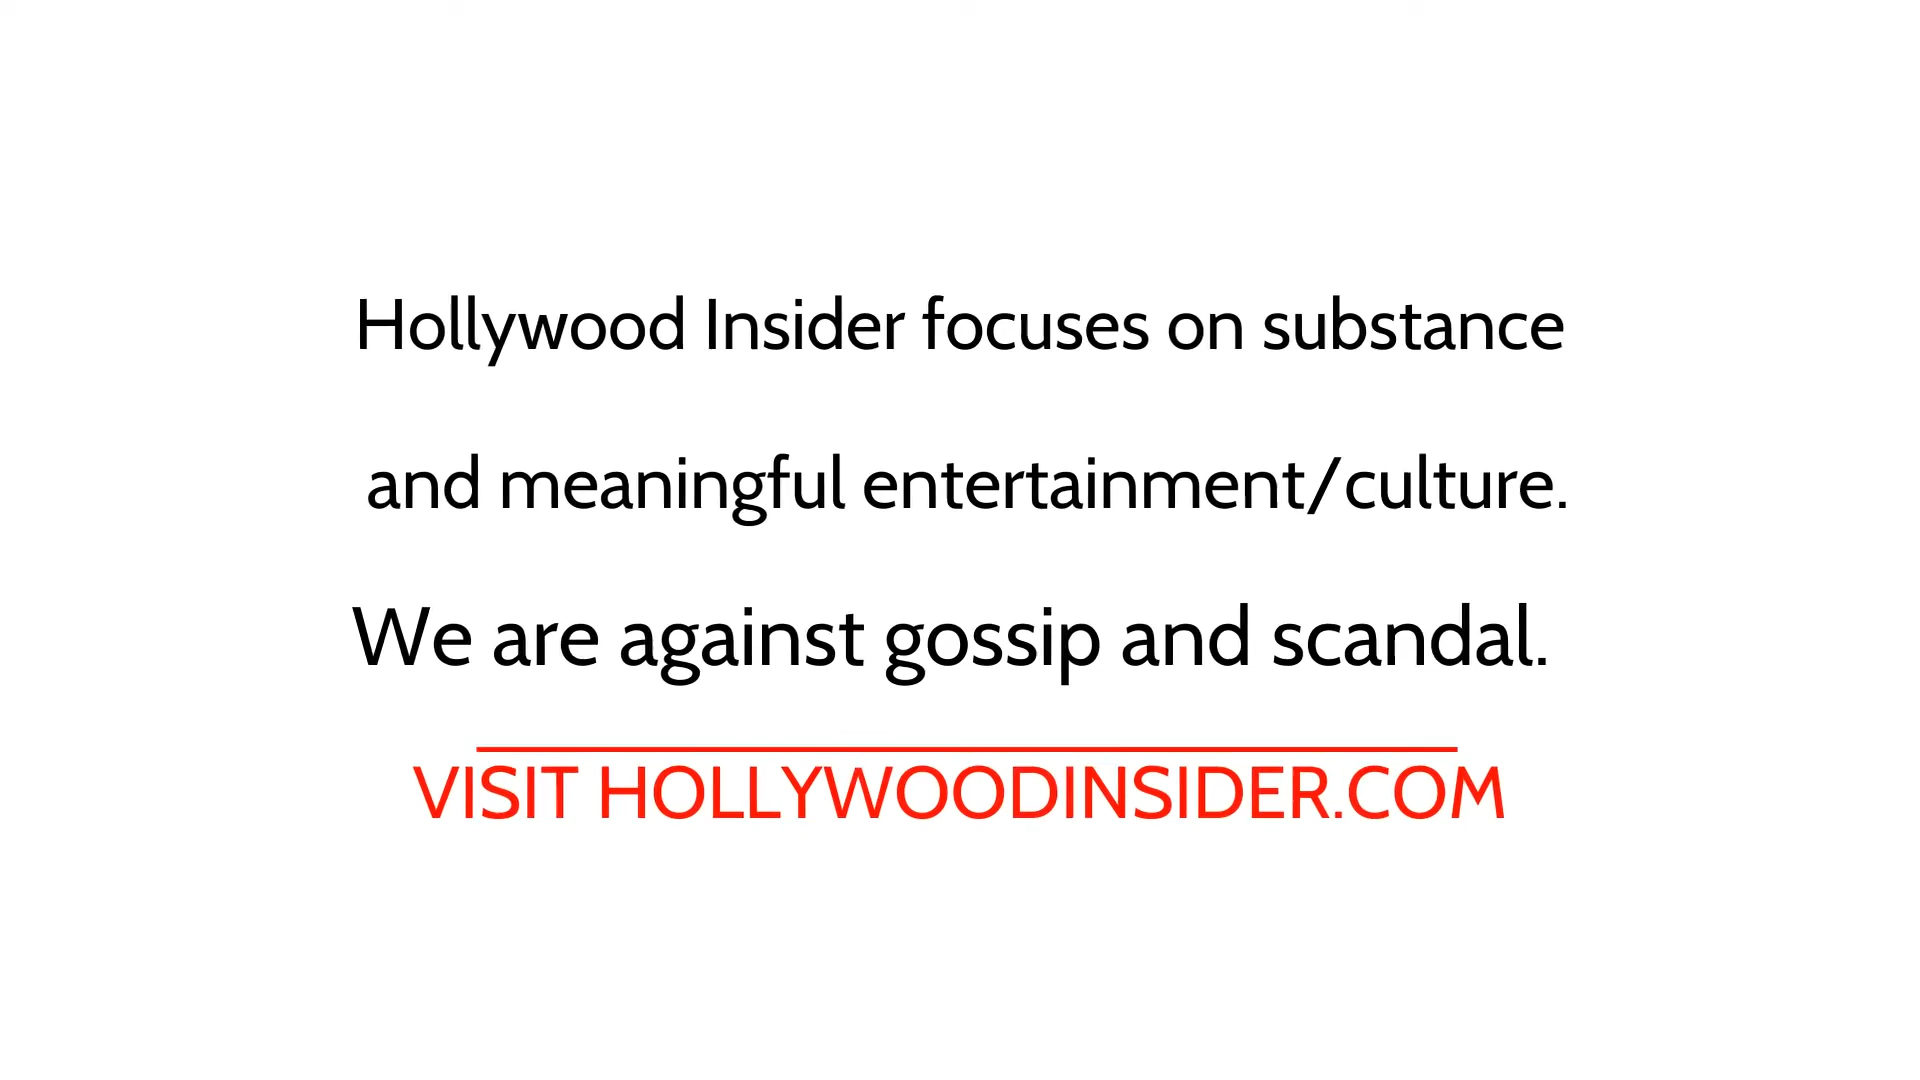 Hollywood Insider focuses on substance
and meaningful entertainment/culture.
We are against gossip and scandal.
VISIT HOLLYWOODINSIDER.COM